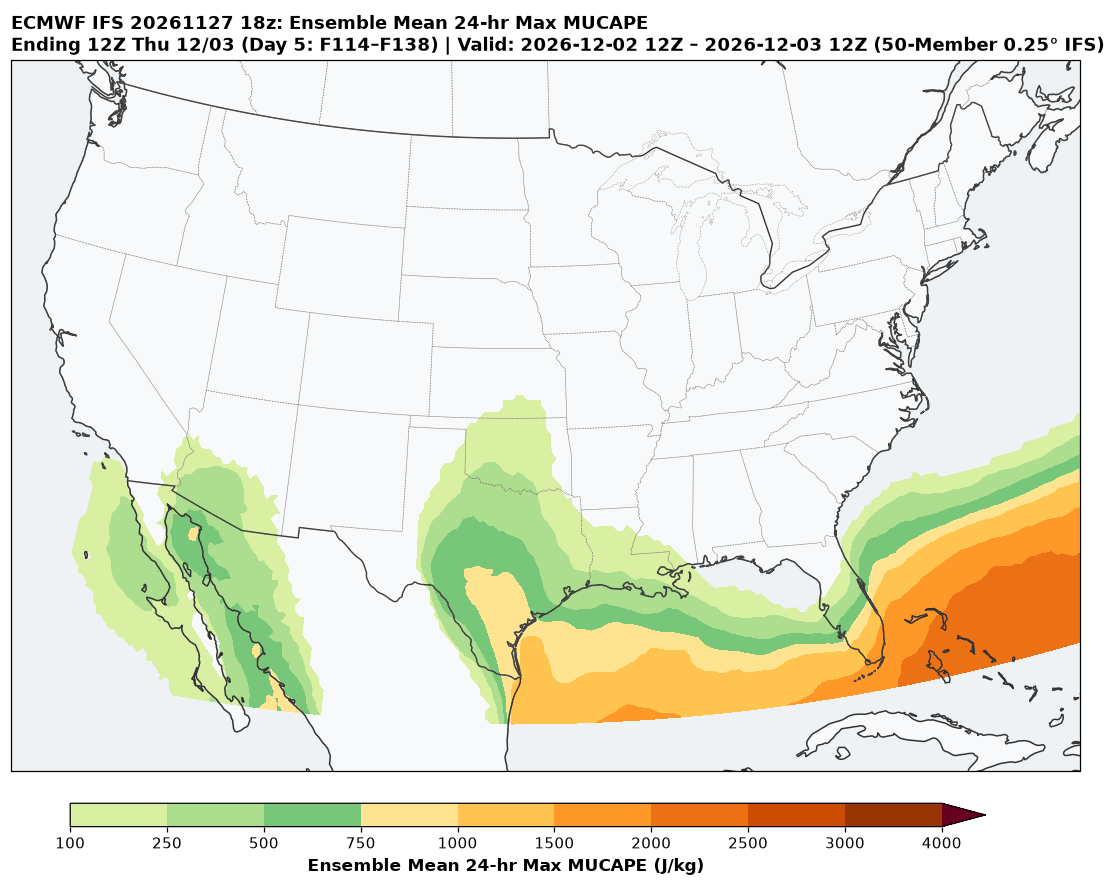 ECMWF IFS 20261127 18z: Ensemble Mean 24-hr Max MUCAPE
Ending 12Z Thu 12/03 (Day 5: F114–F138) | Valid: 2026-12-02 12Z – 2026-12-03 12Z (50-Member 0.25° IFS)
100 250 500 750 1000 1500 2000 2500 3000 4000
Ensemble Mean 24-hr Max MUCAPE (J/kg)